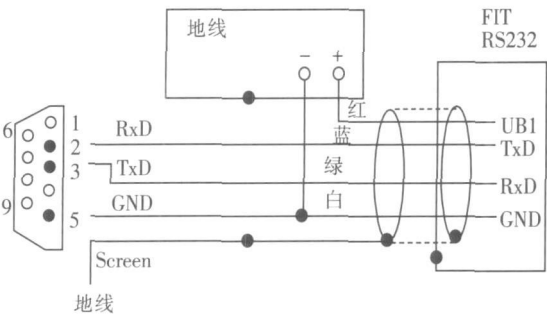 地线
FIT
RS232
− +
红
UB1
6 1 RxD 蓝 TxD
2
3 TxD 绿 RxD
9 GND 白 GND
5
Screen
地线